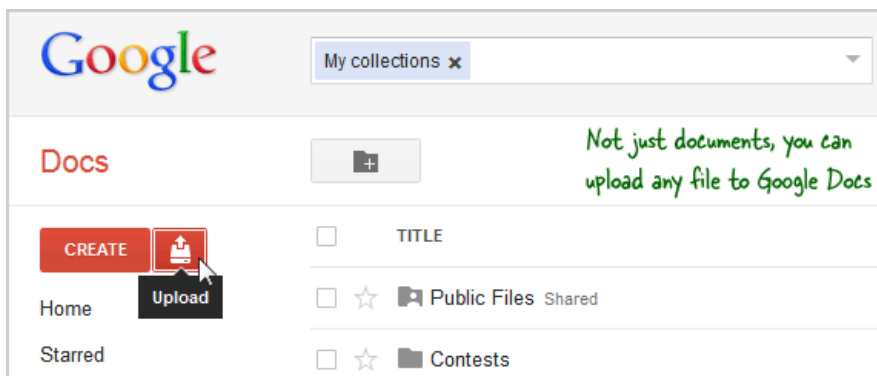 Google
My collections ×
Docs
Not just documents, you can
upload any file to Google Docs
CREATE
TITLE
Upload
Home
Public Files Shared
Starred
Contests